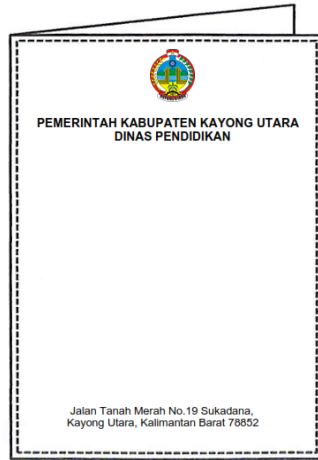 PEMERINTAH KABUPATEN KAYONG UTARA
DINAS PENDIDIKAN
Jalan Tanah Merah No.19 Sukadana,
Kayong Utara, Kalimantan Barat 78852